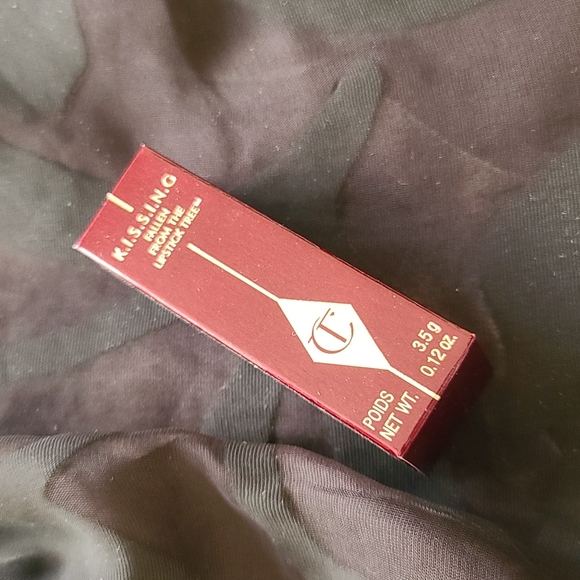 K.I.S.S.I.N.G
FALLEN
FROM THE
LIPSTICK TREE™
CT
POIDS 3.5 g
NET WT. 0.12 oz.